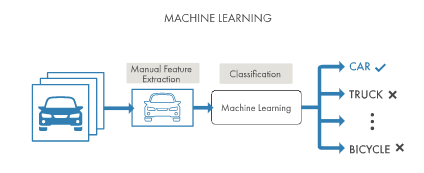 MACHINE LEARNING
Manual Feature
Extraction
Classification
Machine Learning
CAR
TRUCK
BICYCLE